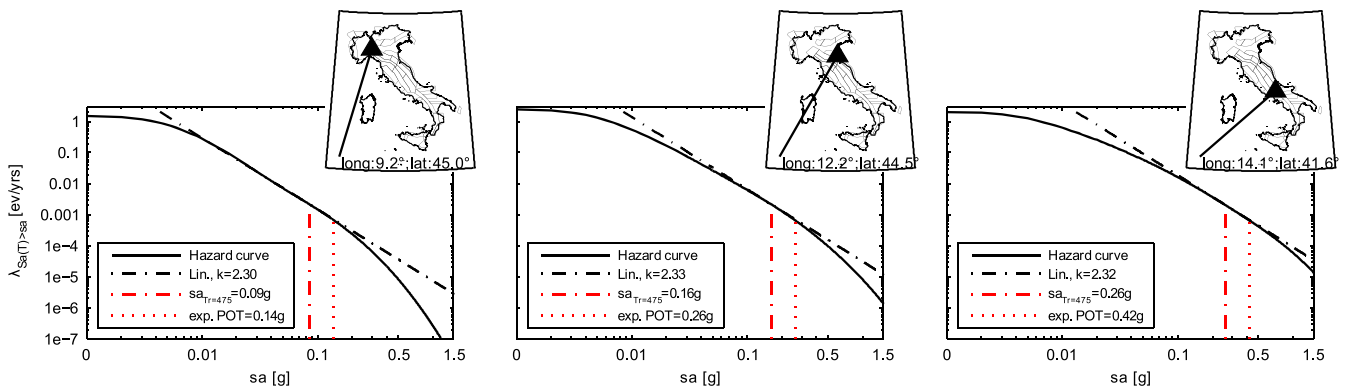 long:9.2°;lat:45.0°
λSa(T)>sa [ev/yrs]
1
0.1
0.01
0.001
1e-4
1e-5
1e-6
1e-7
Hazard curve
Lin., k=2.30
saTr=475=0.09g
exp. POT=0.14g
0
0.01
0.1
0.5
1.5
sa [g]
long:12.2°;lat:44.5°
Hazard curve
Lin., k=2.33
saTr=475=0.16g
exp. POT=0.26g
0
0.01
0.1
0.5
1.5
sa [g]
long:14.1°;lat:41.6°
Hazard curve
Lin., k=2.32
saTr=475=0.26g
exp. POT=0.42g
0
0.01
0.1
0.5
1.5
sa [g]